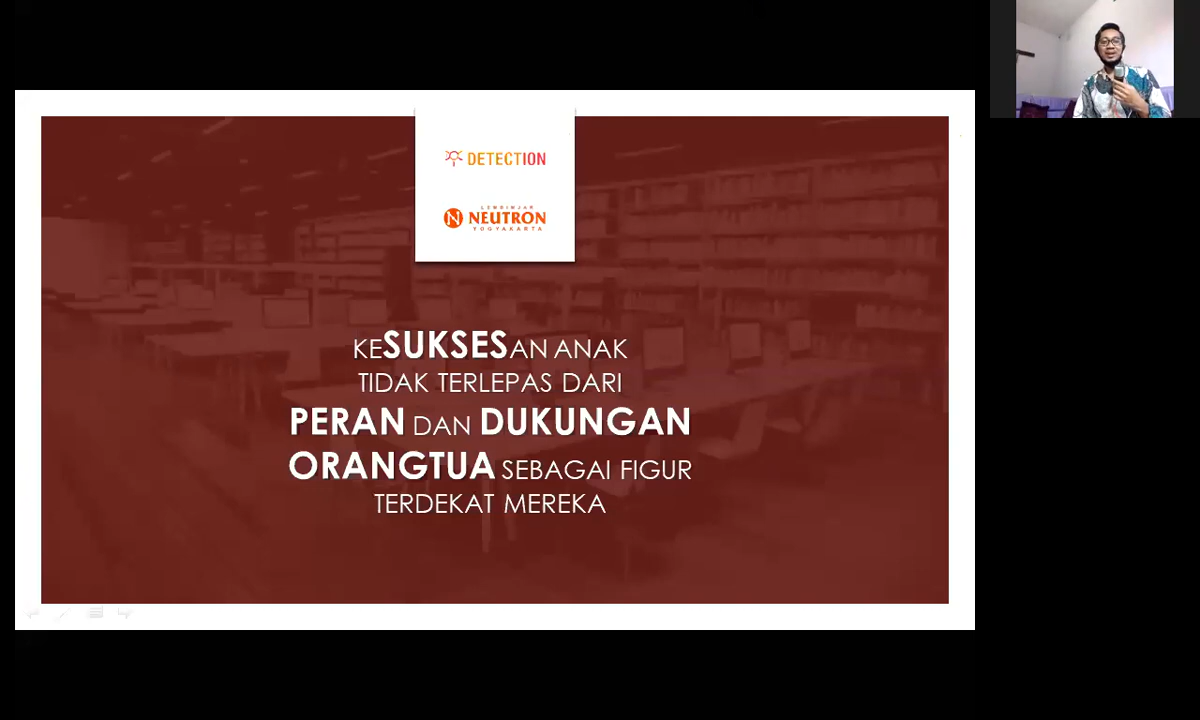 DETECTION
LEMBIMJAR
NEUTRON
YOGYAKARTA
KESUKSESAN ANAK
TIDAK TERLEPAS DARI
PERAN DAN DUKUNGAN
ORANGTUA SEBAGAI FIGUR
TERDEKAT MEREKA